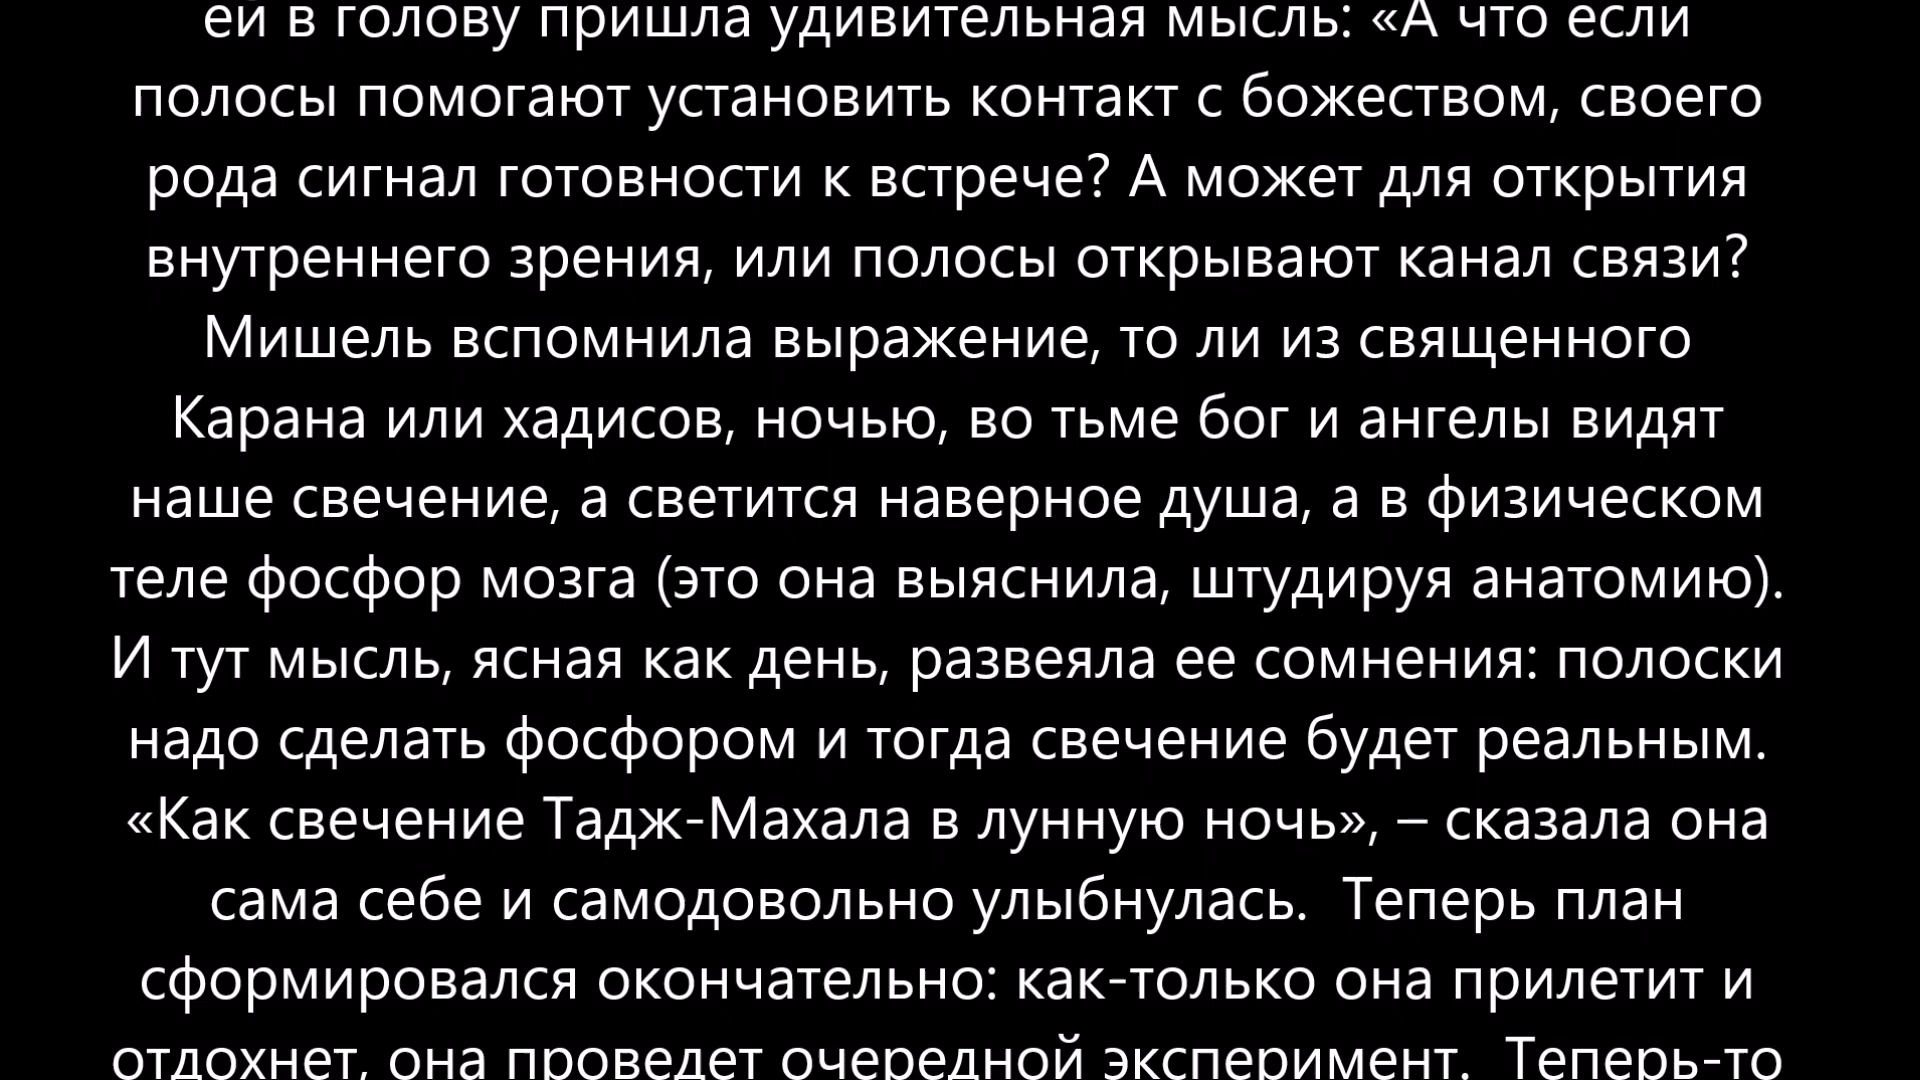 ей в голову пришла удивительная мысль: «А что если
полосы помогают установить контакт с божеством, своего
рода сигнал готовности к встрече? А может для открытия
внутреннего зрения, или полосы открывают канал связи?
Мишель вспомнила выражение, то ли из священного
Карана или хадисов, ночью, во тьме бог и ангелы видят
наше свечение, а светится наверное душа, а в физическом
теле фосфор мозга (это она выяснила, штудируя анатомию).
И тут мысль, ясная как день, развеяла ее сомнения: полоски
надо сделать фосфором и тогда свечение будет реальным.
«Как свечение Тадж-Махала в лунную ночь», – сказала она
сама себе и самодовольно улыбнулась.  Теперь план
сформировался окончательно: как-только она прилетит и
отдохнет, она проведет очередной эксперимент.  Теперь-то